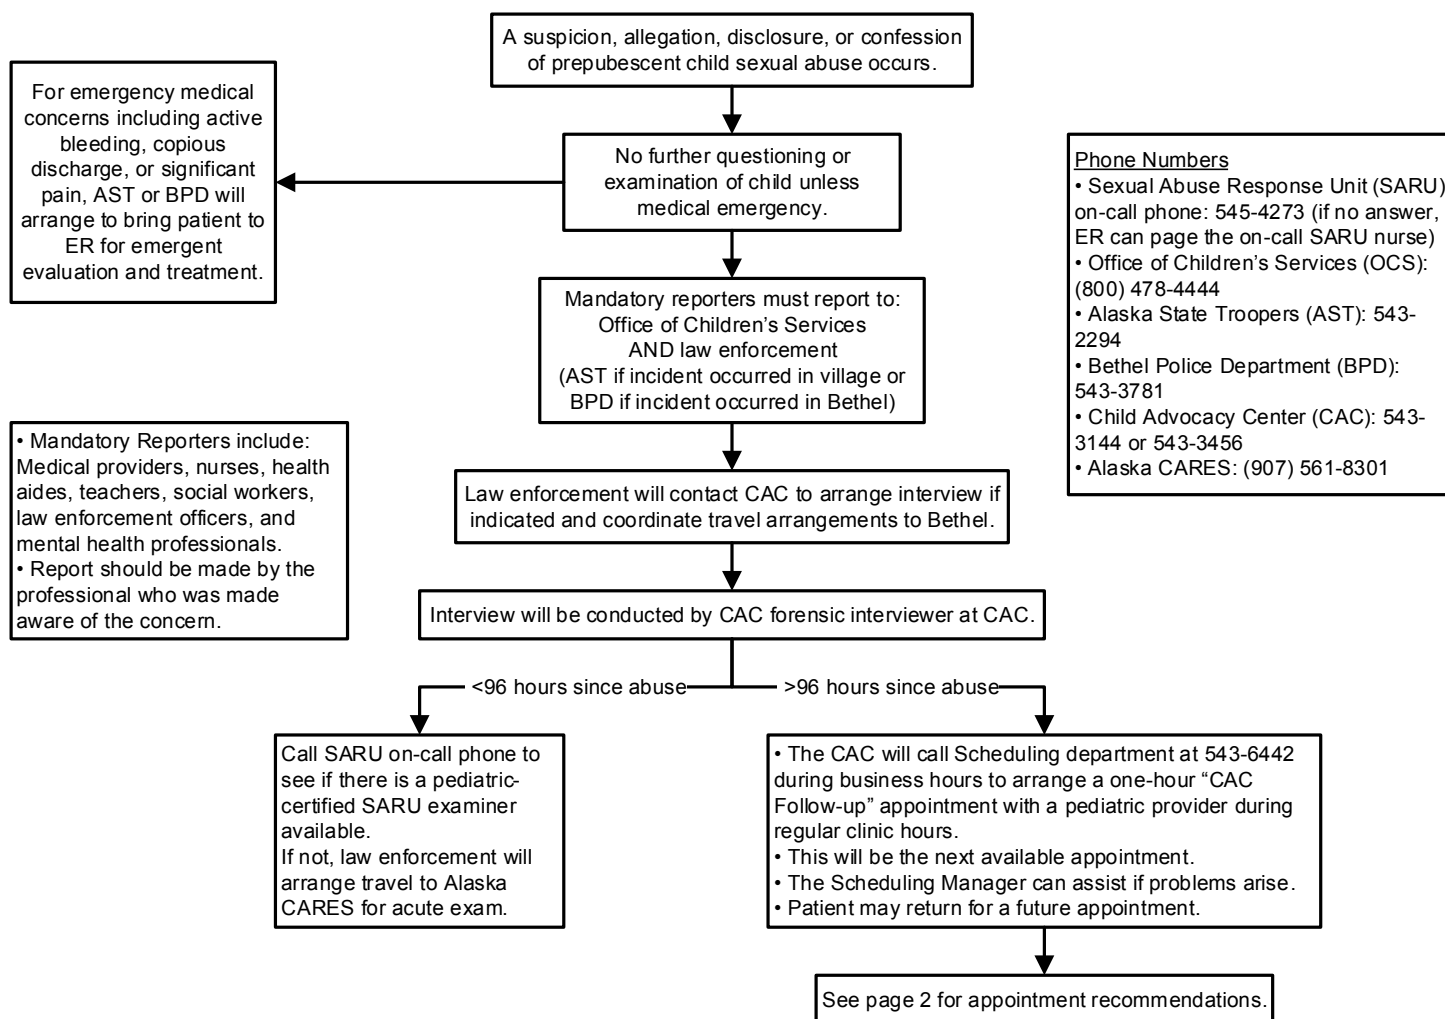 A suspicion, allegation, disclosure, or confession
of prepubescent child sexual abuse occurs.
For emergency medical
concerns including active
bleeding, copious
discharge, or significant
pain, AST or BPD will
arrange to bring patient to
ER for emergent
evaluation and treatment.
No further questioning or
examination of child unless
medical emergency.
Phone Numbers
• Sexual Abuse Response Unit (SARU)
on-call phone: 545-4273 (if no answer,
ER can page the on-call SARU nurse)
• Office of Children’s Services (OCS):
(800) 478-4444
• Alaska State Troopers (AST): 543-
2294
• Bethel Police Department (BPD):
543-3781
• Child Advocacy Center (CAC): 543-
3144 or 543-3456
• Alaska CARES: (907) 561-8301
Mandatory reporters must report to:
Office of Children’s Services
AND law enforcement
(AST if incident occurred in village or
BPD if incident occurred in Bethel)
• Mandatory Reporters include:
Medical providers, nurses, health
aides, teachers, social workers,
law enforcement officers, and
mental health professionals.
• Report should be made by the
professional who was made
aware of the concern.
Law enforcement will contact CAC to arrange interview if
indicated and coordinate travel arrangements to Bethel.
Interview will be conducted by CAC forensic interviewer at CAC.
<96 hours since abuse
>96 hours since abuse
Call SARU on-call phone to
see if there is a pediatric-
certified SARU examiner
available.
If not, law enforcement will
arrange travel to Alaska
CARES for acute exam.
• The CAC will call Scheduling department at 543-6442
during business hours to arrange a one-hour “CAC
Follow-up” appointment with a pediatric provider during
regular clinic hours.
• This will be the next available appointment.
• The Scheduling Manager can assist if problems arise.
• Patient may return for a future appointment.
See page 2 for appointment recommendations.